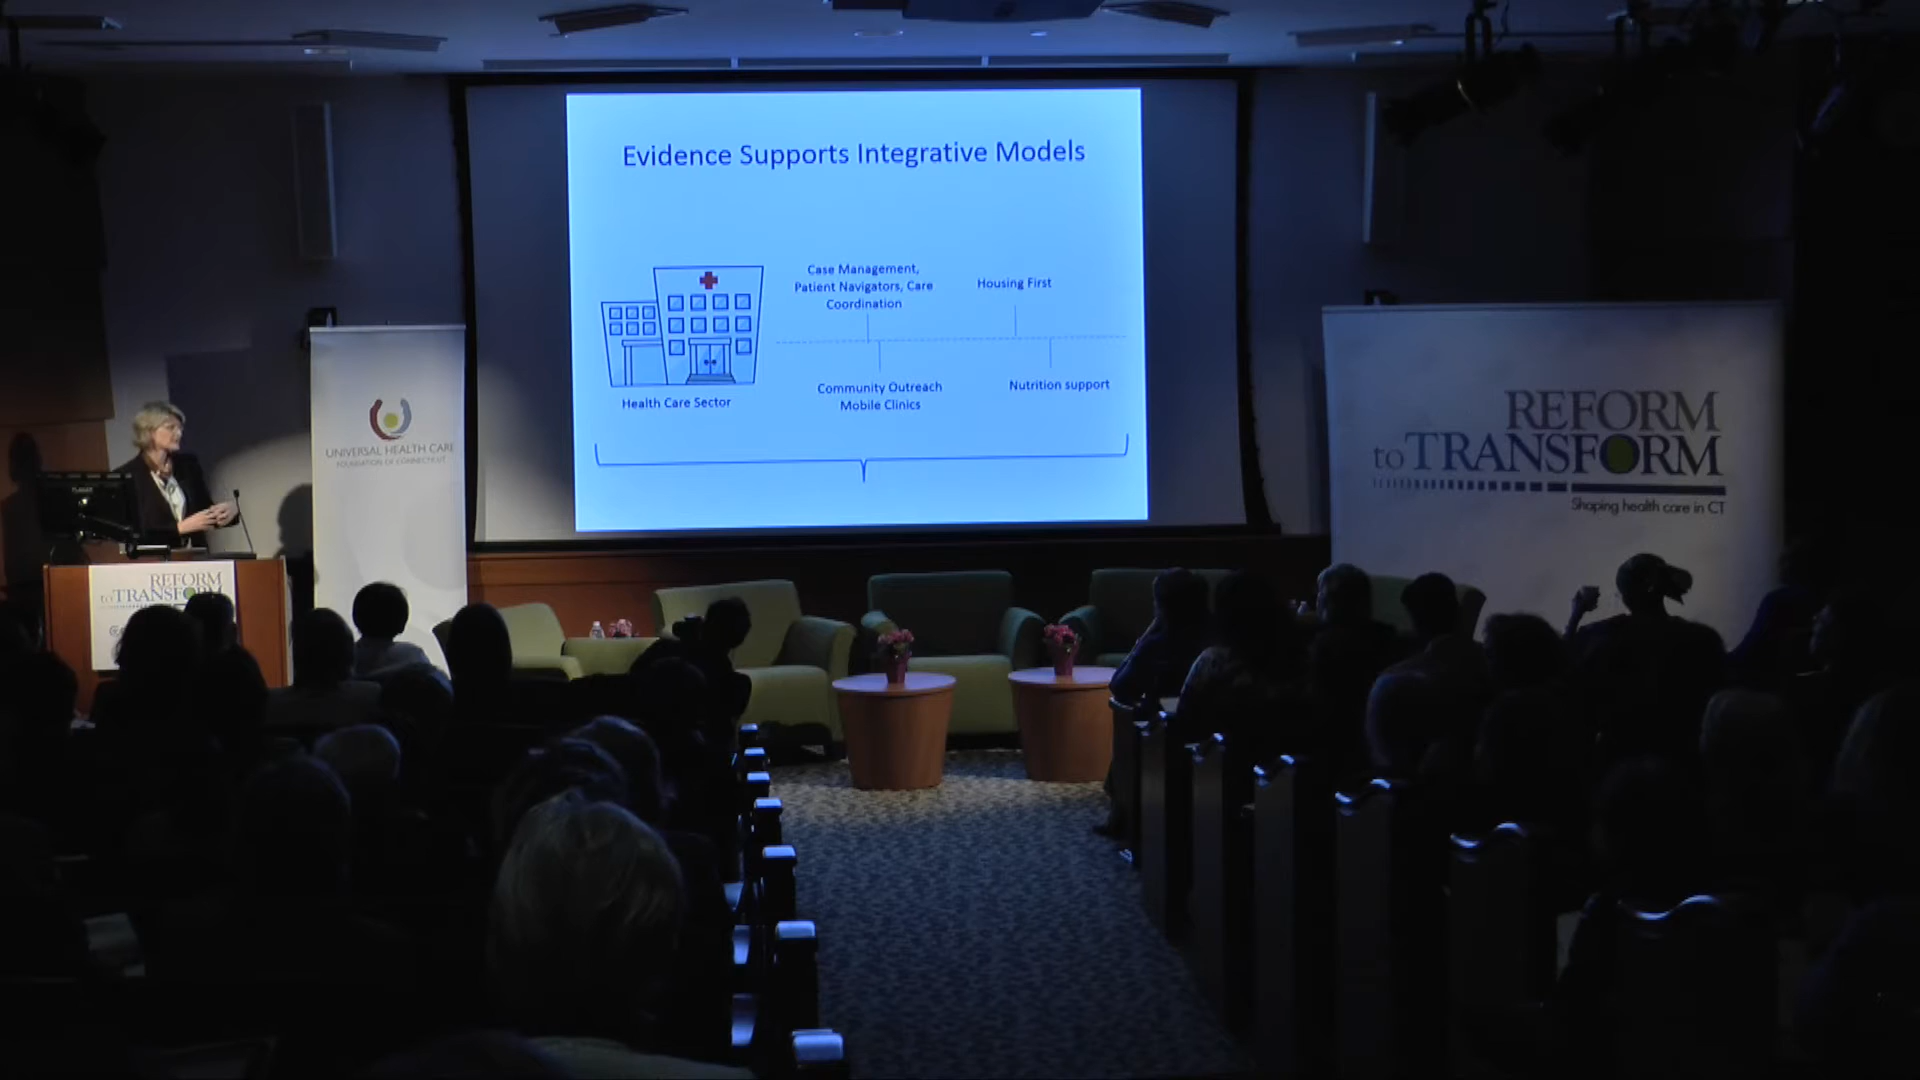 Evidence Supports Integrative Models
Case Management,
Patient Navigators, Care
Coordination
Housing First
Community Outreach
Mobile Clinics
Nutrition support
Health Care Sector
UNIVERSAL HEALTH CARE
FOUNDATION OF CONNECTICUT
REFORM
to TRANSFORM
Shaping health care in CT
REFORM
to TRANSFORM